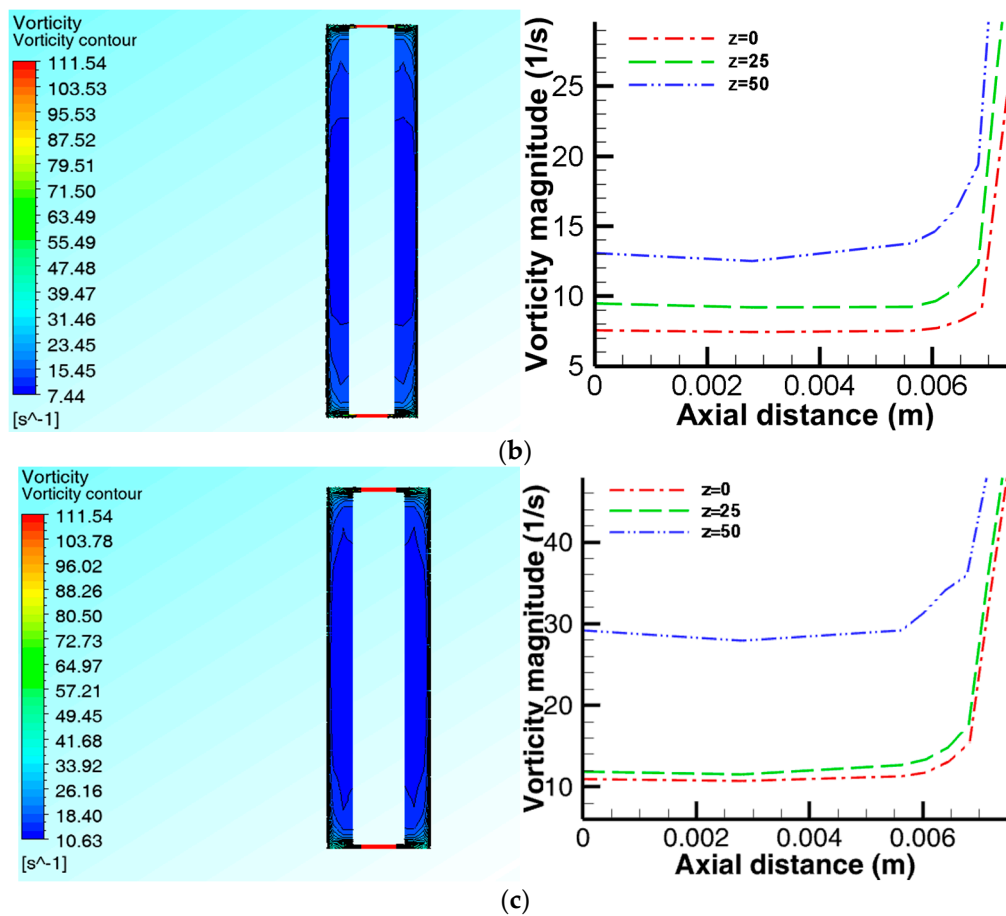 Vorticity
Vorticity contour
111.54
103.53
95.53
87.52
79.51
71.50
63.49
55.49
47.48
39.47
31.46
23.45
15.45
7.44
[s^-1]
Vorticity magnitude (1/s)
25
20
15
10
5
z=0
z=25
z=50
0
0.002
0.004
0.006
Axial distance (m)
(b)
Vorticity
Vorticity contour
111.54
103.78
96.02
88.26
80.50
72.73
64.97
57.21
49.45
41.68
33.92
26.16
18.40
10.63
[s^-1]
Vorticity magnitude (1/s)
40
30
20
10
z=0
z=25
z=50
0
0.002
0.004
0.006
Axial distance (m)
(c)